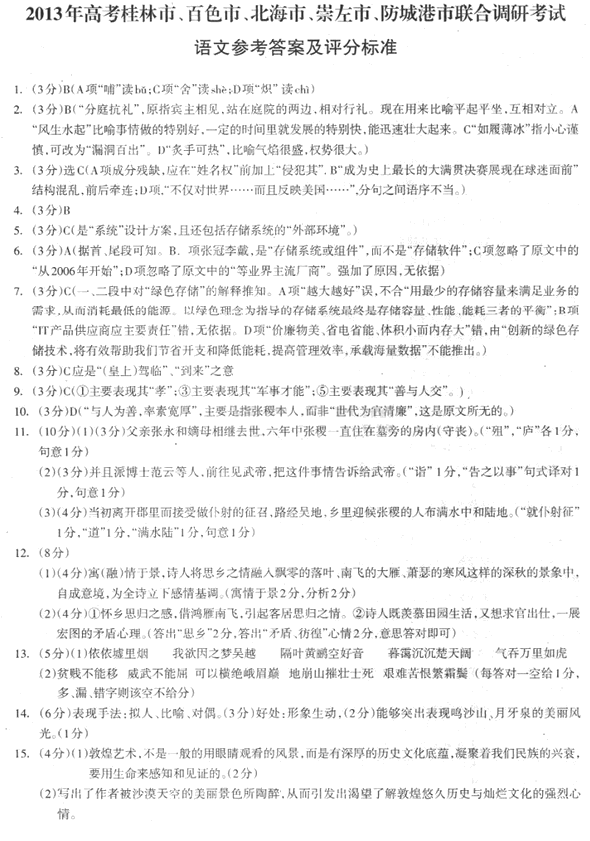 2013年高考桂林市、百色市、北海市、崇左市、防城港市联合调研考试
语文参考答案及评分标准
1. (3分)B(A项“哺”读bǔ;C项“舍”读shè;D项“炽”读chì)
2. (3分)B(“分庭抗礼”,原指宾主相见,站在庭院的两边,相对行礼。现在用来比喻平起平坐,互相对立。A
“风生水起”比喻事情做的特别好,一定的时间里就发展的特别快,能迅速壮大起来。C“如履薄冰”指小心谨
慎,可改为“漏洞百出”。D“炙手可热”,比喻气焰很盛,权势很大。)
3. (3分)选C(A项成分残缺,应在“姓名权”前加上“侵犯其”.B“成为史上最长的大满贯决赛展现在球迷面前”
结构混乱,前后牵连;D项,“不仅对世界……而且反映美国……”,分句之间语序不当。)
4. (3分)B
5. (3分)C(是“系统”设计方案,且还包括存储系统的“外部环境”。)
6. (3分)A(据首、尾段可知。B.项张冠李戴,是“存储系统或组件”,而不是“存储软件”;C项忽略了原文中的
“从2006年开始”;D项忽略了原文中的“等业界主流厂商”。强加了原因,无依据)
7. (3分)C(一、二段中对“绿色存储”的解释推知。A项“越大越好”误,不合“用最少的存储容量来满足业务的
需求,从而消耗最低的能源。以绿色理念为指导的存储系统最终是存储容量、性能、能耗三者的平衡”;B项
“IT产品供应商应主要责任”错,无依据。D项“价廉物美、省电省能、体积小而内存大”错,由“创新的绿色存
储技术,将有效帮助我们节省开支和降低能耗,提高管理效率,承载海量数据”不能推出。)
8. (3分)C应是“(皇上)驾临”、“到来”之意
9. (3分)C(①主要表现其“孝”;③主要表现其“军事才能”;⑤主要表现其“善与人交”。)
10. (3分)D(“与人为善,率素宽厚”,主要是指张稷本人,而非“世代为官清廉”,这是原文所无的。)
11. (10分)(1)(3分)父亲张永和嫡母相继去世,六年中张稷一直住在墓旁的房内(守丧)。(“殂”,“庐”各1分,
句意1分)
(2)(3分)并且派博士范云等人,前往见武帝,把这件事情告诉给武帝。(“诣”1分,“告之以事”句式译对1
分,句意1分)
(3)(4分)当初离开郡里而接受做仆射的征召,路经吴地,乡里迎候张稷的人布满水中和陆地。(“就仆射征”
1分,“道”1分,“满水陆”1分,句意1分)
12. (8分)
(1)(4分)寓(融)情于景,诗人将思乡之情融入飘零的落叶、南飞的大雁、萧瑟的寒风这样的深秋的景象中,
自成意境,为全诗立下感情基调。(寓情于景2分,分析2分)
(2)(4分)①怀乡思归之感,借鸿雁南飞,引起客居思归之情。②诗人既羡慕田园生活,又想求官出仕,一展
宏图的矛盾心理。(答出“思乡”2分,答出“矛盾、彷徨”心情2分,意思答对即可)
13. (5分)(1)依依墟里烟 我欲因之梦吴越 隔叶黄鹂空好音 暮霭沉沉楚天阔 气吞万里如虎
(2)贫贱不能移 威武不能屈 可以横绝峨眉巅 地崩山摧壮士死 艰难苦恨繁霜鬓 (每答对一空给1分,
多、漏、错字则该空不给分)
14. (6分)表现手法:拟人、比喻、对偶。(3分)好处:形象生动,(2分)能够突出表现鸣沙山、月牙泉的美丽风
光。(1分)
15. (4分)(1)敦煌艺术,不是一般的用眼睛观看的风景,而是有深厚的历史文化底蕴,凝聚着我们民族的兴衰,
要用生命来感知和见证的。(2分)
(2)写出了作者被沙漠天空的美丽景色所陶醉,从而引发出渴望了解敦煌悠久历史与灿烂文化的强烈心
情。